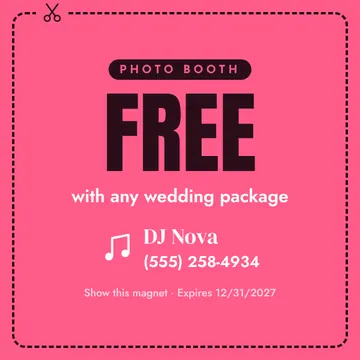 PHOTO BOOTH
FREE
with any wedding package
DJ Nova
(555) 258-4934
Show this magnet · Expires 12/31/2027